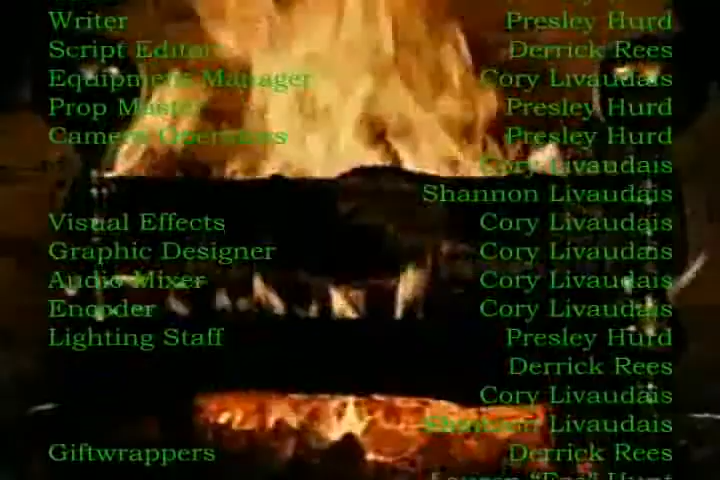 Writer Presley Hurd
Script Editor Derrick Rees
Equipment Manager Cory Livaudais
Prop Master Presley Hurd
Camera Operators Presley Hurd
Cory Livaudais
Shannon Livaudais
Visual Effects Cory Livaudais
Graphic Designer Cory Livaudais
Audio Mixer Cory Livaudais
Encoder Cory Livaudais
Lighting Staff Presley Hurd
Derrick Rees
Cory Livaudais
Shannon Livaudais
Giftwrappers Derrick Rees